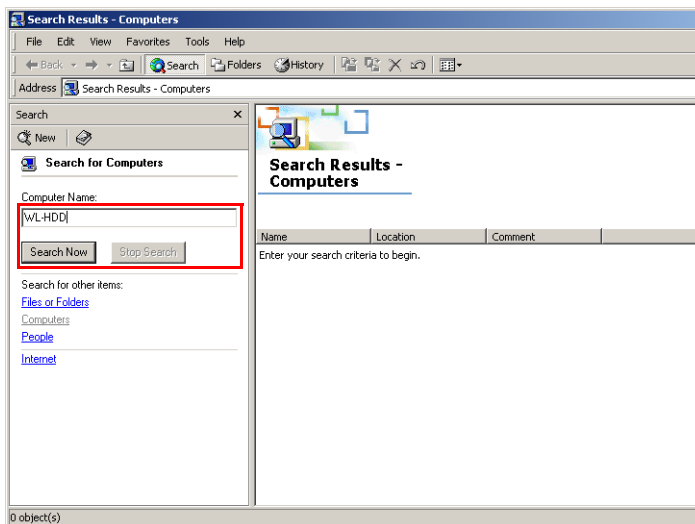 Search Results - Computers
File Edit View Favorites Tools Help
Back Search Folders History
Address Search Results - Computers
Search
New
Search for Computers
Computer Name:
WL-HDD
Search Now Stop Search
Search for other items:
Files or Folders
Computers
People
Internet
Search Results -
Computers
Name Location Comment
Enter your search criteria to begin.
0 object(s)